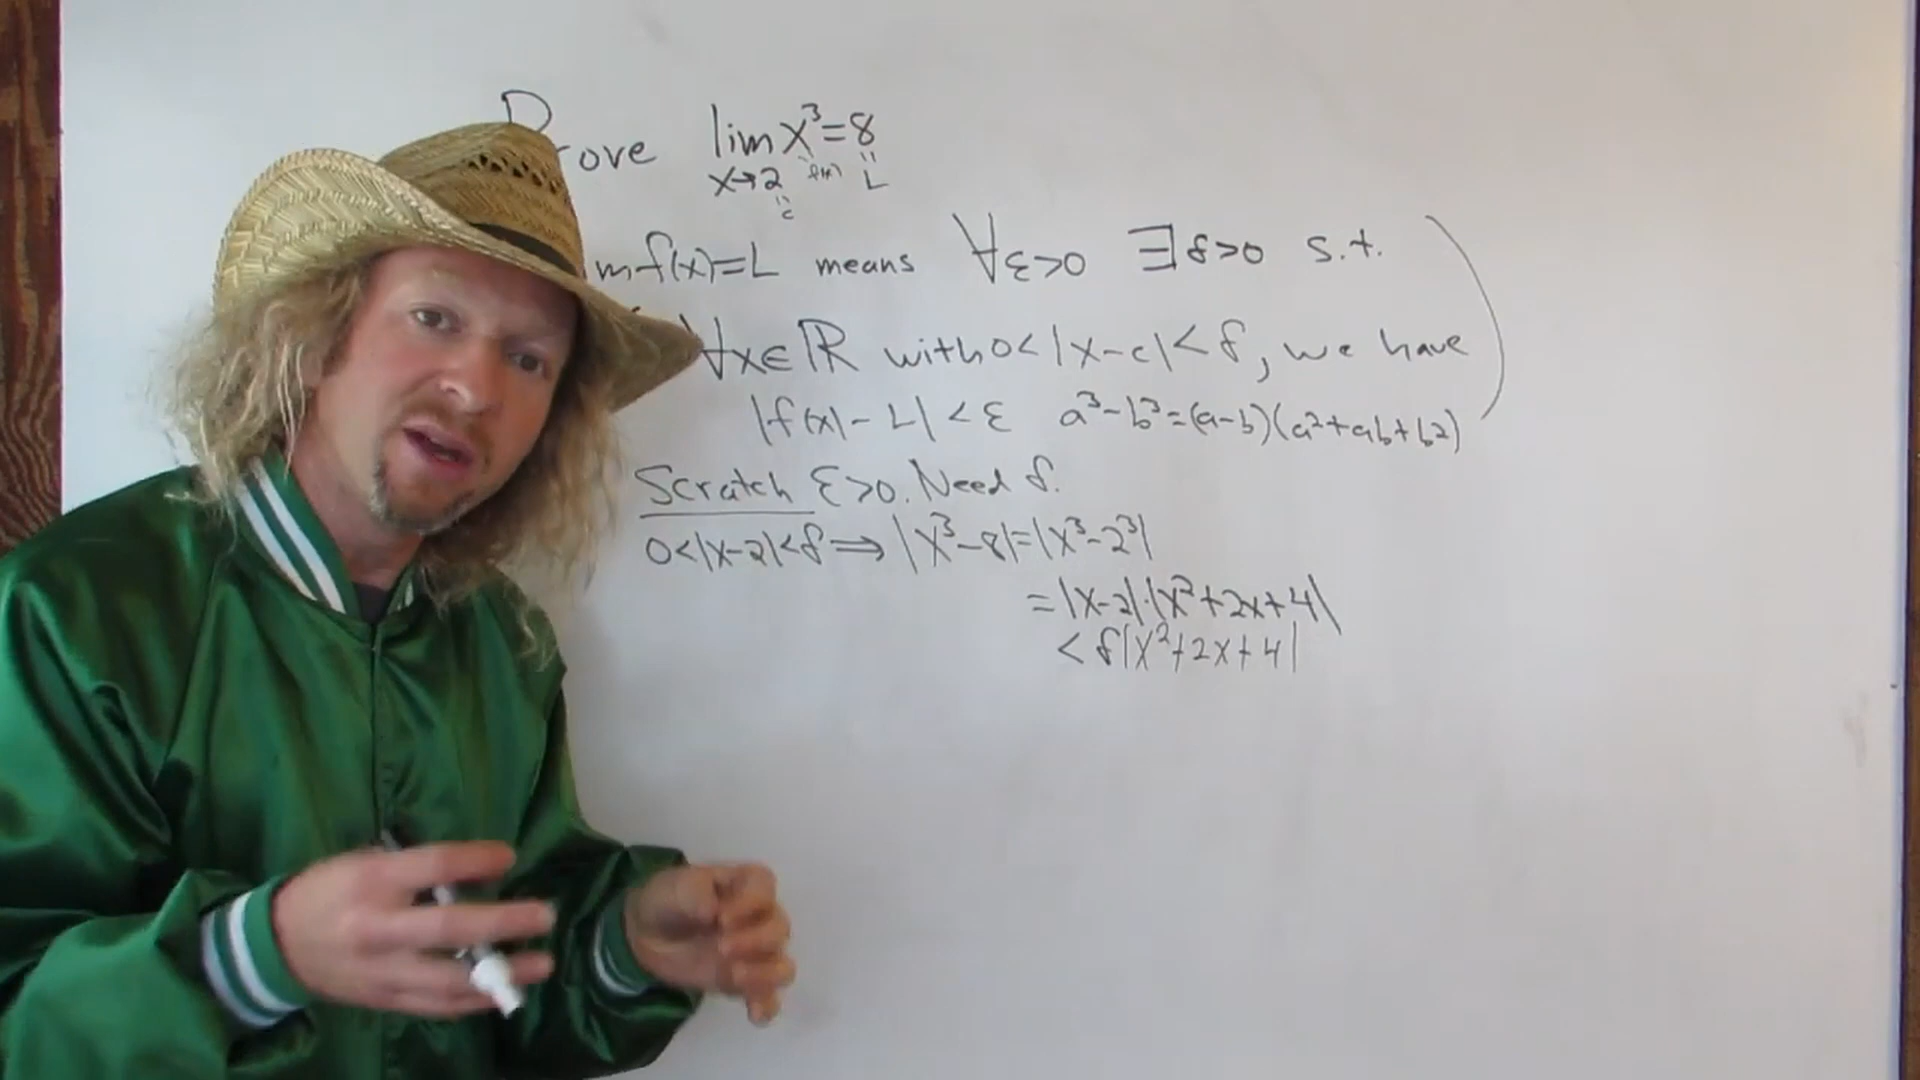 Prove lim x³=8
x→2 f(x) L
c
mf(x)=L means ∀ε>0 ∃δ>0 s.t.
∀x∈ℝ with 0<|x-c|<δ, we have
|f(x)-L|<ε a³-b³=(a-b)(a²+ab+b²)
Scratch ε>0. Need δ.
0<|x-2|<δ⟹|x³-8|=|x³-2³|
=|x-2|·|x²+2x+4|
<δ|x²+2x+4|